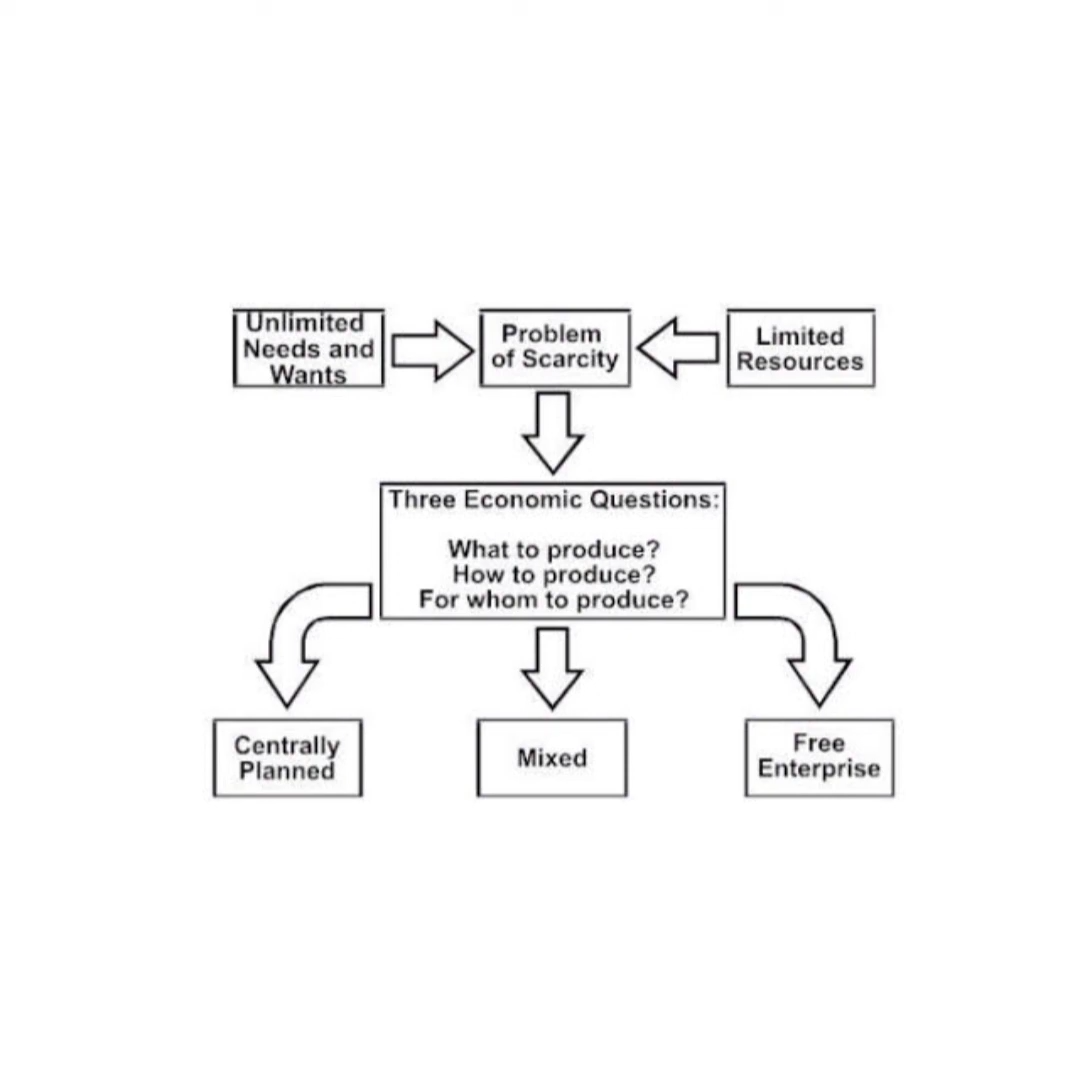 Unlimited
Needs and
Wants
Problem
of Scarcity
Limited
Resources
Three Economic Questions:
What to produce?
How to produce?
For whom to produce?
Centrally
Planned
Mixed
Free
Enterprise